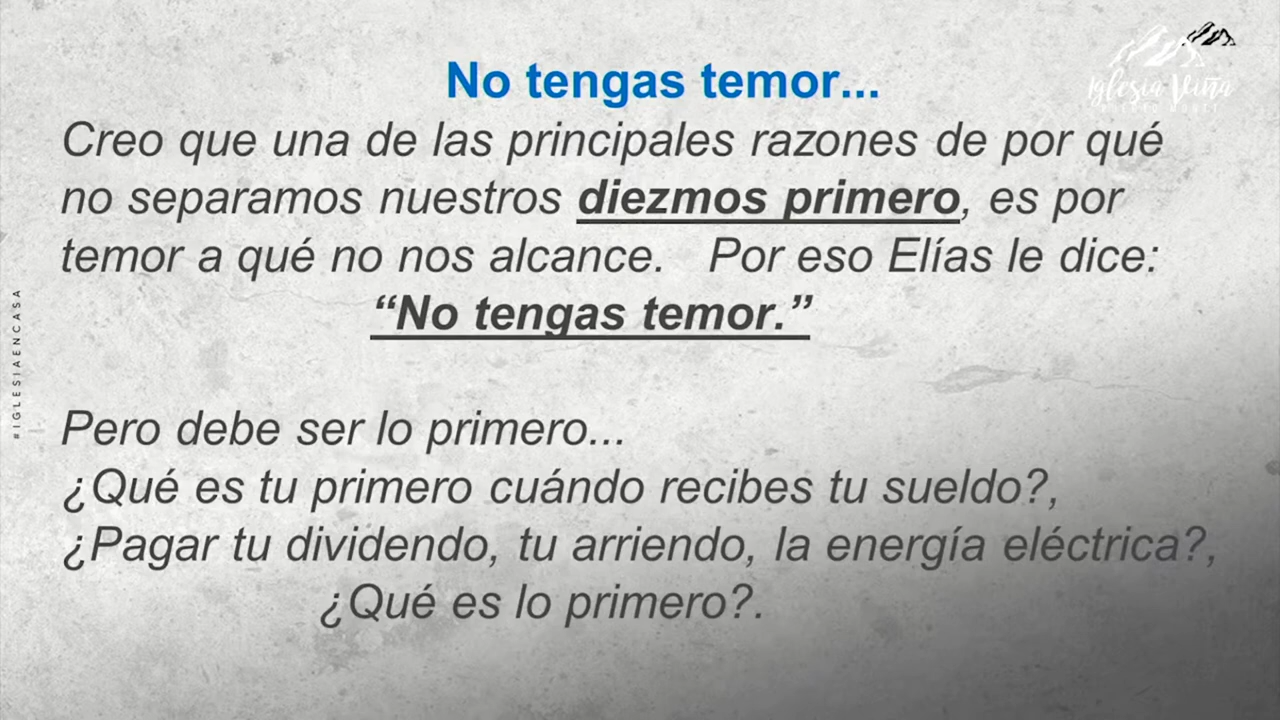 No tengas temor...
Creo que una de las principales razones de por qué
no separamos nuestros diezmos primero, es por
temor a qué no nos alcance. Por eso Elías le dice:
“No tengas temor.”
Pero debe ser lo primero...
¿Qué es tu primero cuándo recibes tu sueldo?,
¿Pagar tu dividendo, tu arriendo, la energía eléctrica?,
¿Qué es lo primero?.
Iglesia Viña
#IGLESIAENCASA